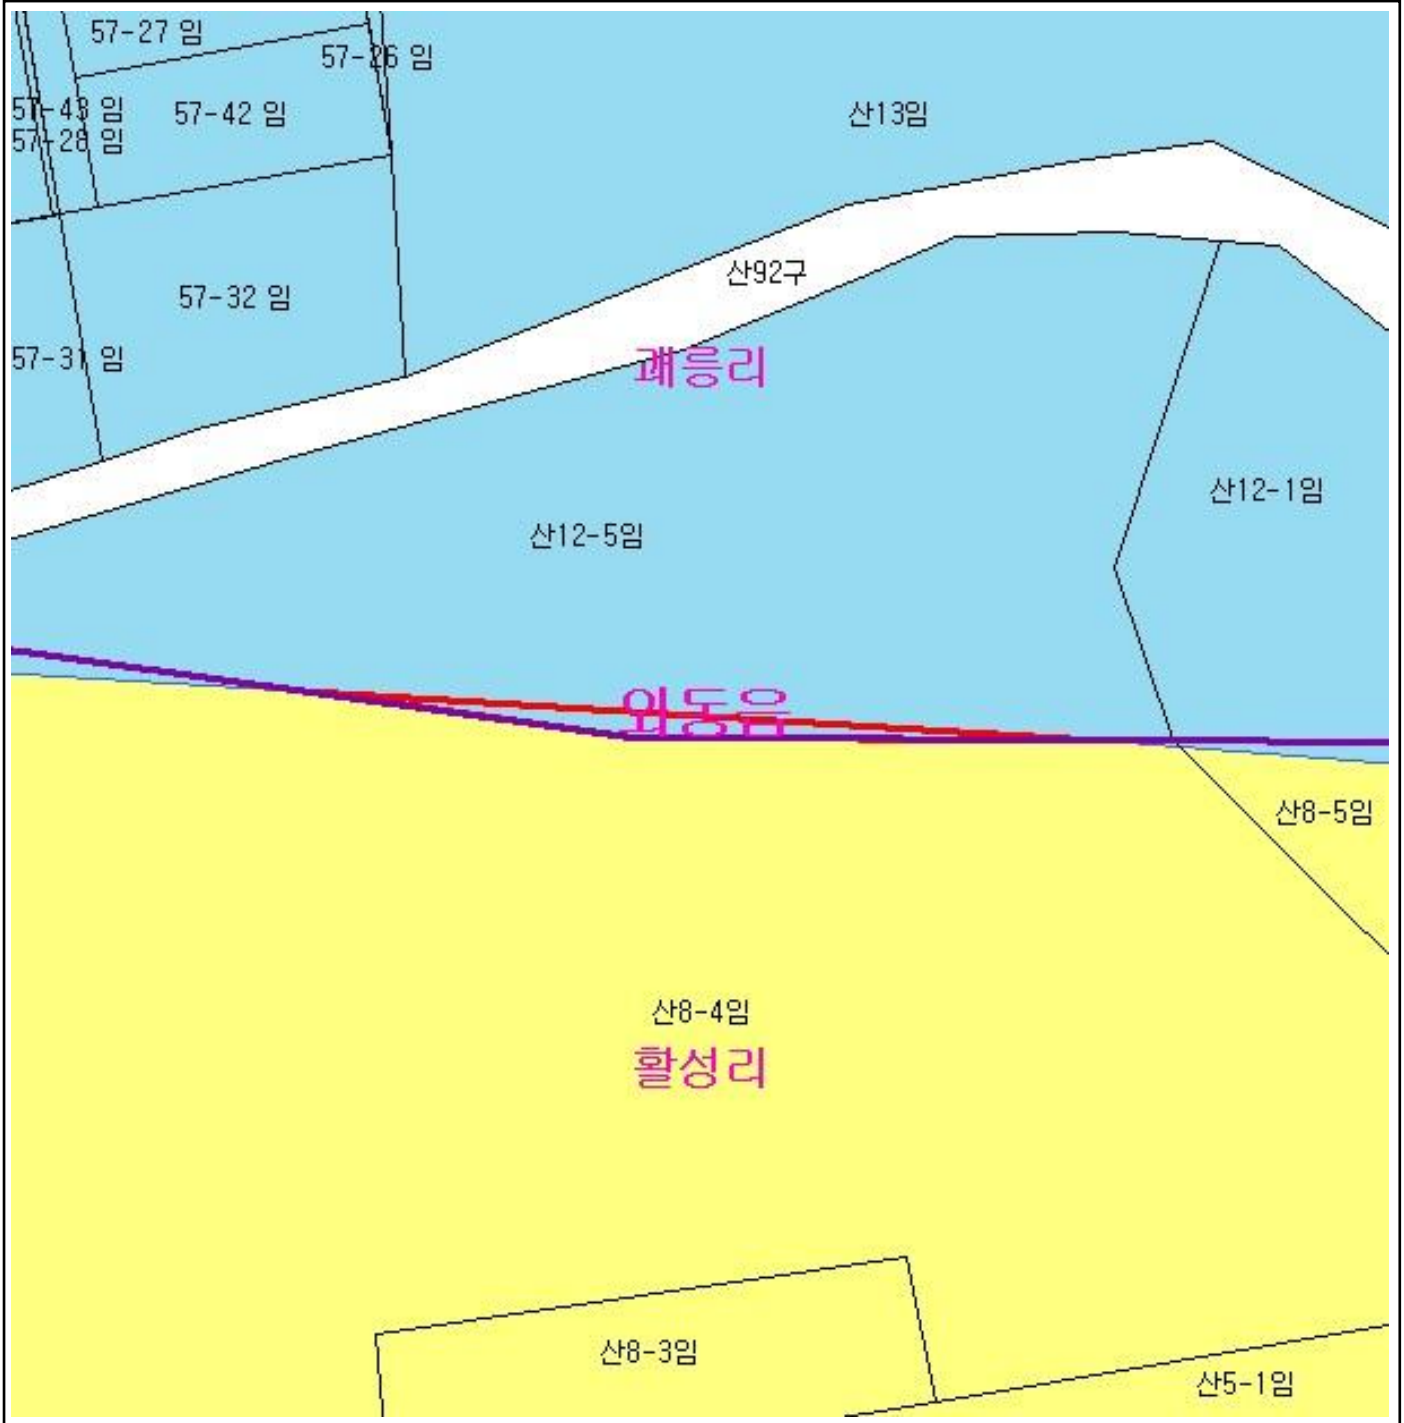 57-27 임
57-26 임
57-43 임
57-42 임
산13임
57-28 임
산92구
57-32 임
57-31 임
괘릉리
산12-1임
산12-5임
외동읍
산8-5임
산8-4임
활성리
산8-3임
산5-1임